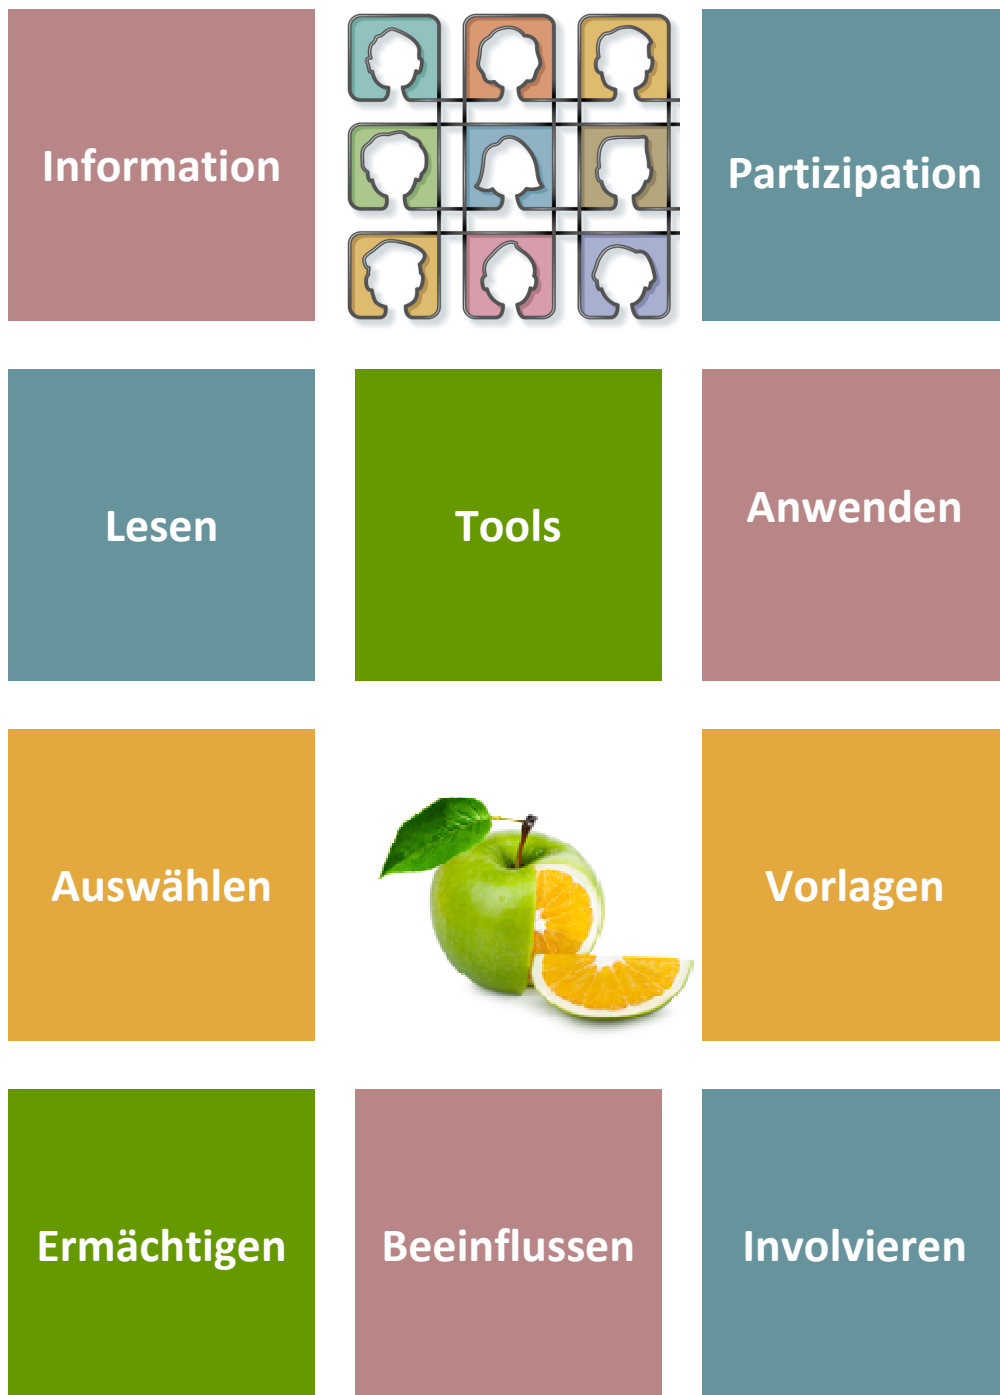 Information
Partizipation
Lesen
Tools
Anwenden
Auswählen
Vorlagen
Ermächtigen
Beeinflussen
Involvieren